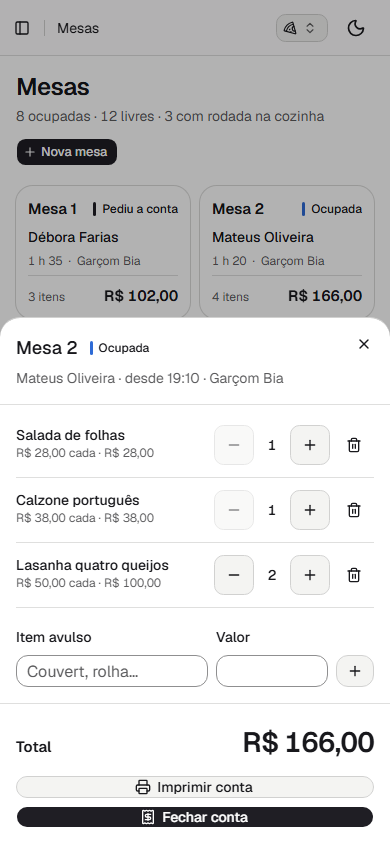 Mesas
Mesas
8 ocupadas · 12 livres · 3 com rodada na cozinha
+ Nova mesa
Mesa 1 Pediu a conta
Débora Farias
1 h 35 · Garçom Bia
3 itens R$ 102,00
Mesa 2 Ocupada
Mateus Oliveira
1 h 20 · Garçom Bia
4 itens R$ 166,00
Mesa 2 Ocupada
Mateus Oliveira · desde 19:10 · Garçom Bia
Salada de folhas
R$ 28,00 cada · R$ 28,00
− 1 +
Calzone português
R$ 38,00 cada · R$ 38,00
− 1 +
Lasanha quatro queijos
R$ 50,00 cada · R$ 100,00
− 2 +
Item avulso Valor
Couvert, rolha...
+
Total R$ 166,00
Imprimir conta
Fechar conta